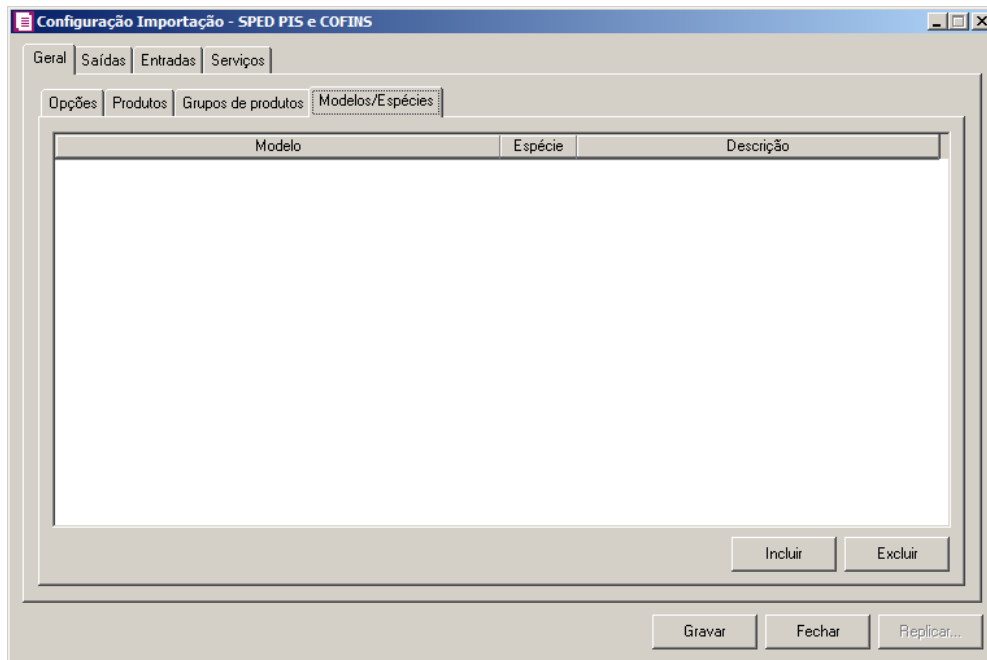 Configuração Importação - SPED PIS e COFINS
Geral Saídas Entradas Serviços
Opções Produtos Grupos de produtos Modelos/Espécies
Modelo Espécie Descrição
Incluir Excluir
Gravar Fechar Replicar...